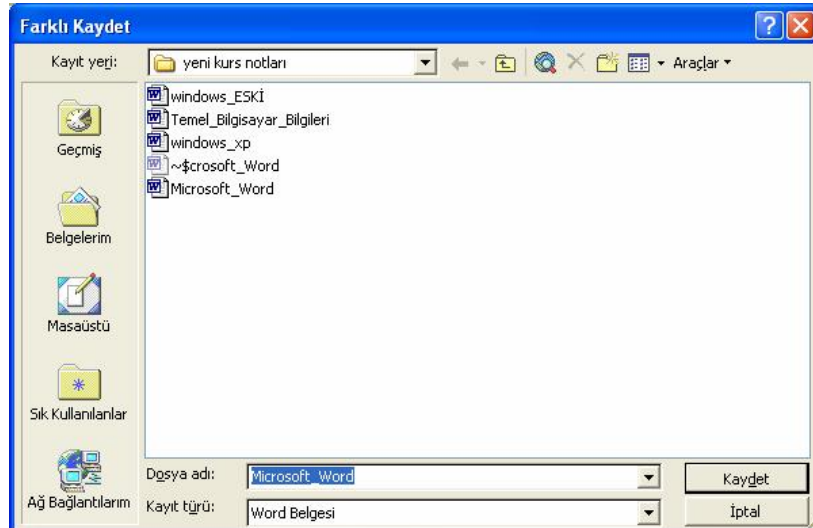 Farklı Kaydet
Kayıt yeri:
yeni kurs notları
Araçlar
windows_ESKİ
Temel_Bilgisayar_Bilgileri
windows_xp
~$crosoft_Word
Microsoft_Word
Geçmiş
Belgelerim
Masaüstü
Sık Kullanılanlar
Ağ Bağlantılarım
Dosya adı:
Microsoft_Word
Kaydet
Kayıt türü:
Word Belgesi
İptal